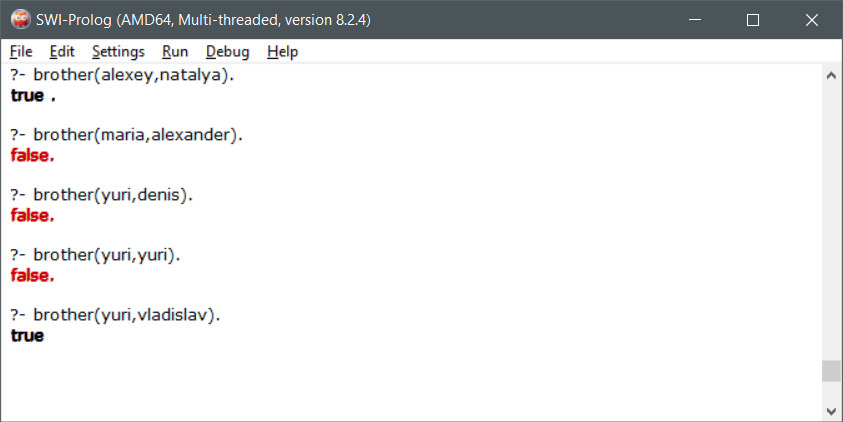 SWI-Prolog (AMD64, Multi-threaded, version 8.2.4)
File Edit Settings Run Debug Help
?- brother(alexey,natalya).
true .
?- brother(maria,alexander).
false.
?- brother(yuri,denis).
false.
?- brother(yuri,yuri).
false.
?- brother(yuri,vladislav).
true